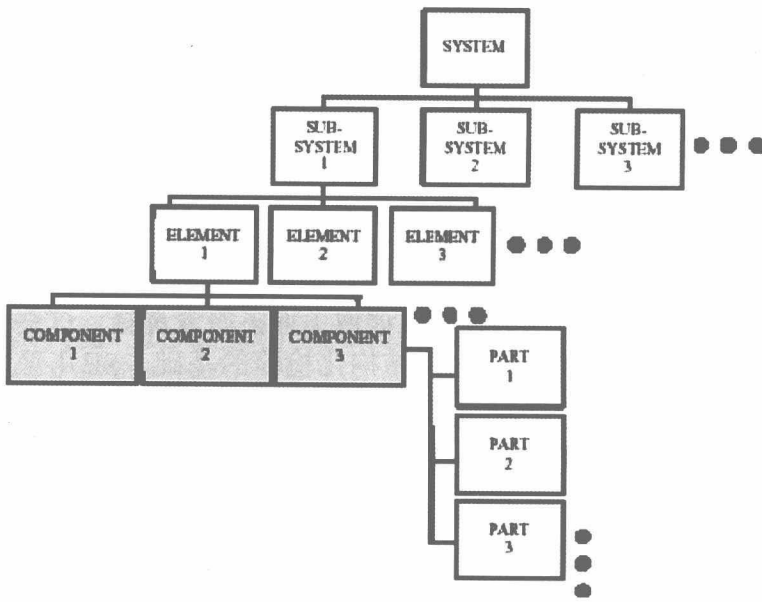 SYSTEM
SUB-
SYSTEM
1
SUB-
SYSTEM
2
SUB-
SYSTEM
3
ELEMENT
1
ELEMENT
2
ELEMENT
3
COMPONENT
1
COMPONENT
2
COMPONENT
3
PART
1
PART
2
PART
3